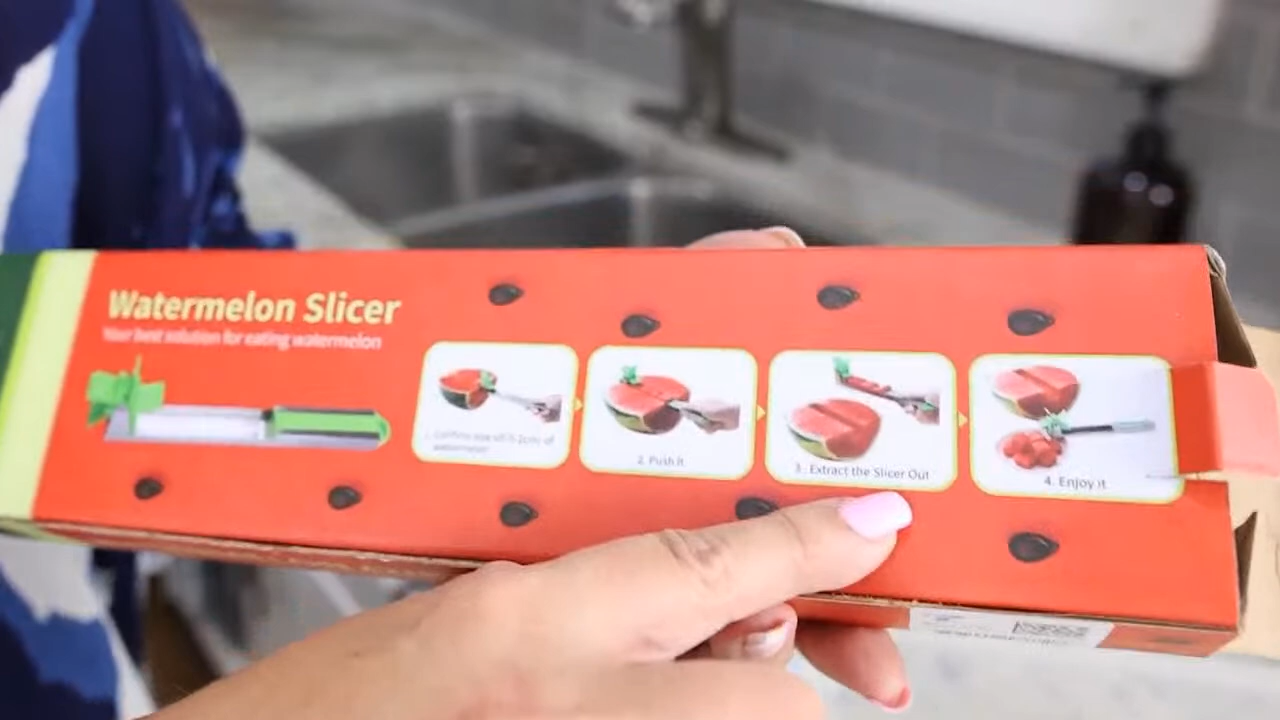 Watermelon Slicer
Your best solution for eating watermelon
watermelon
2. Push it
3. Extract the Slicer Out
4. Enjoy it